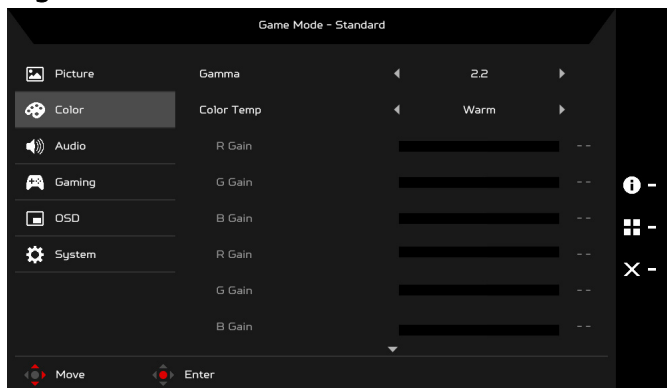 Game Mode - Standard
Picture Gamma 2.2
Color Color Temp Warm
Audio R Gain --
Gaming G Gain --
OSD B Gain --
System R Gain --
G Gain --
B Gain --
Move Enter